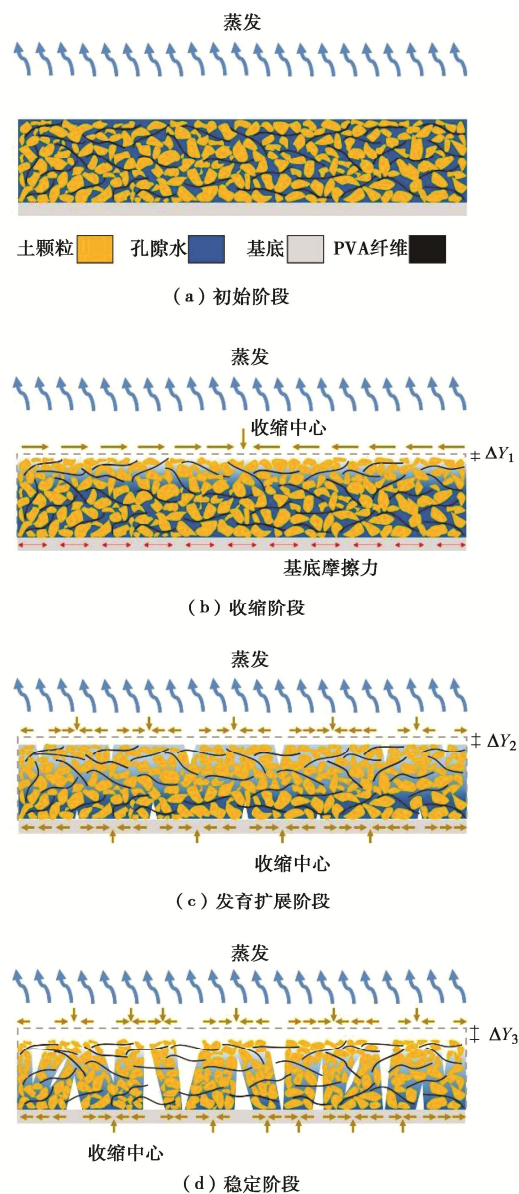 蒸发
土颗粒 孔隙水 基底 PVA纤维
（a）初始阶段
蒸发
收缩中心
ΔY₁
基底摩擦力
（b）收缩阶段
蒸发
ΔY₂
收缩中心
（c）发育扩展阶段
蒸发
ΔY₃
收缩中心
（d）稳定阶段